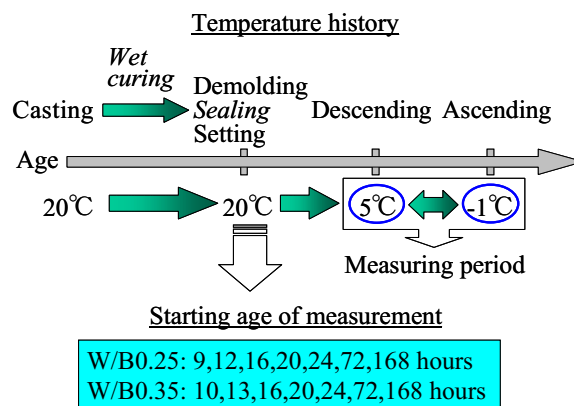 Temperature history
Wet
curing
Casting
Demolding
Sealing
Setting
Descending
Ascending
Age
20℃
20℃
5℃
-1℃
Measuring period
Starting age of measurement
W/B0.25: 9,12,16,20,24,72,168 hours
W/B0.35: 10,13,16,20,24,72,168 hours